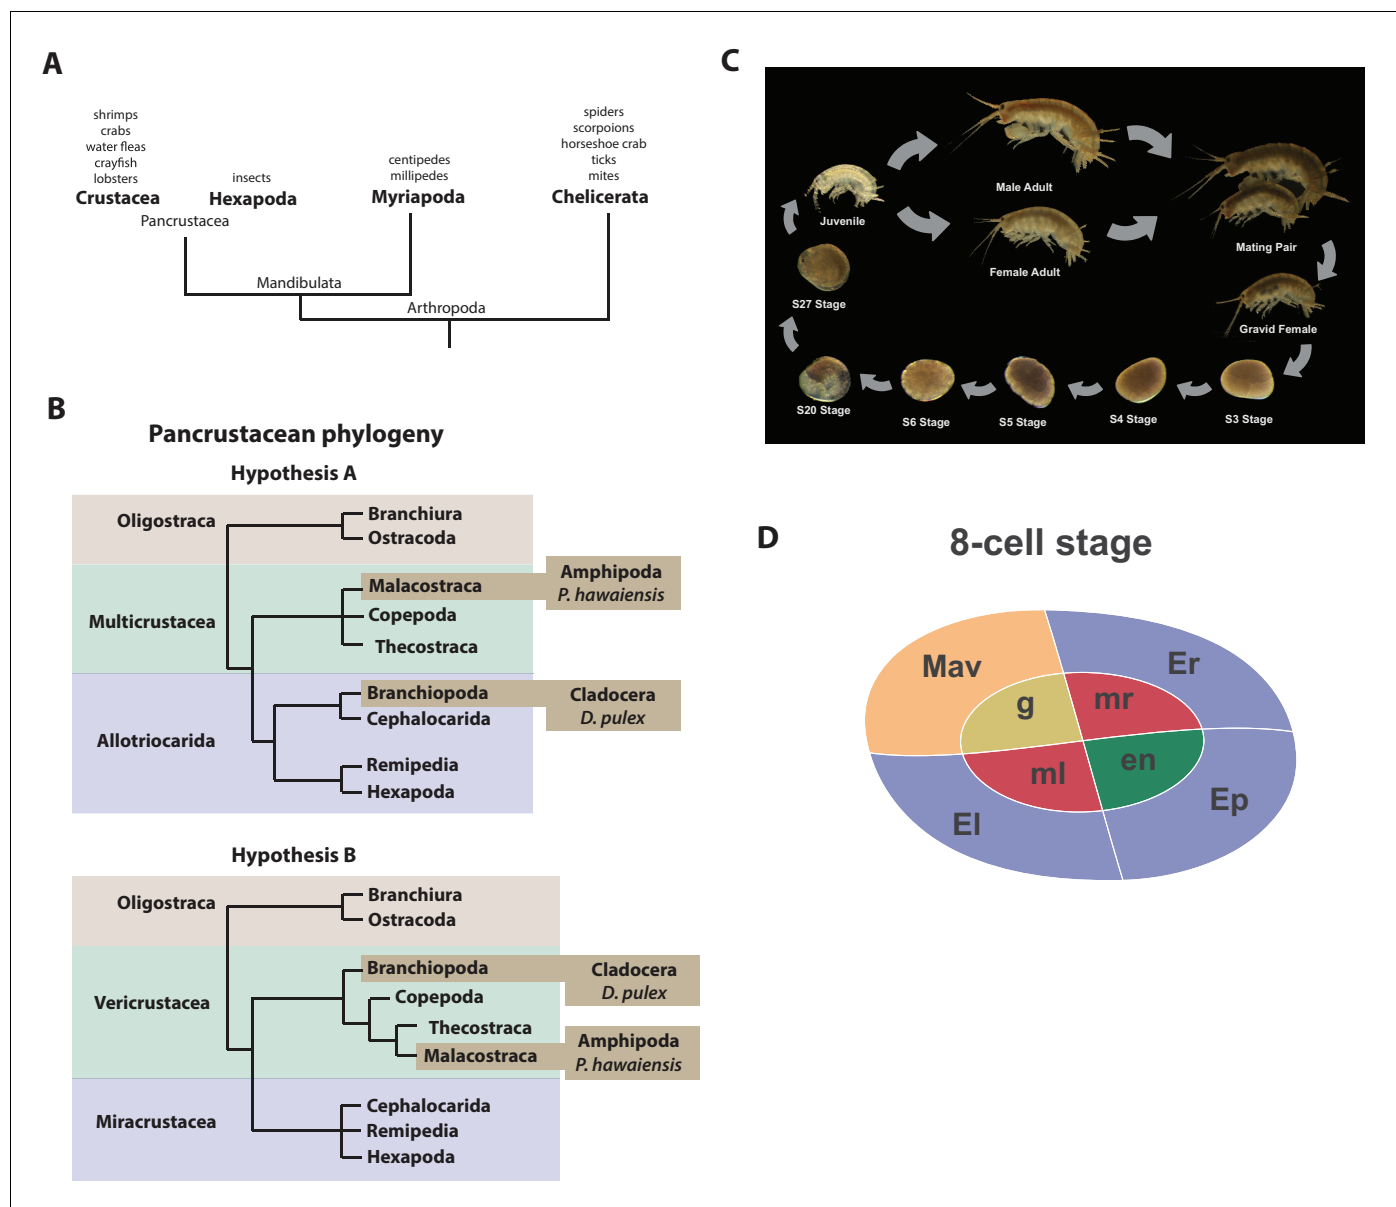 A
shrimps
crabs
water fleas
crayfish
lobsters
Crustacea
insects
Hexapoda
Pancrustacea
centipedes
millipedes
Myriapoda
spiders
scorpoions
horseshoe crab
ticks
mites
Chelicerata
Mandibulata
Arthropoda
B
Pancrustacean phylogeny
Hypothesis A
Oligostraca
Branchiura
Ostracoda
Multicrustacea
Malacostraca
Amphipoda
P. hawaiensis
Copepoda
Thecostraca
Allotriocarida
Branchiopoda
Cladocera
D. pulex
Cephalocarida
Remipedia
Hexapoda
Hypothesis B
Oligostraca
Branchiura
Ostracoda
Vericrustacea
Branchiopoda
Cladocera
D. pulex
Copepoda
Thecostraca
Malacostraca
Amphipoda
P. hawaiensis
Miracrustacea
Cephalocarida
Remipedia
Hexapoda
C
Juvenile
Male Adult
Female Adult
Mating Pair
Gravid Female
S3 Stage
S4 Stage
S5 Stage
S6 Stage
S20 Stage
S27 Stage
D
8-cell stage
Mav
Er
g
mr
ml
en
El
Ep